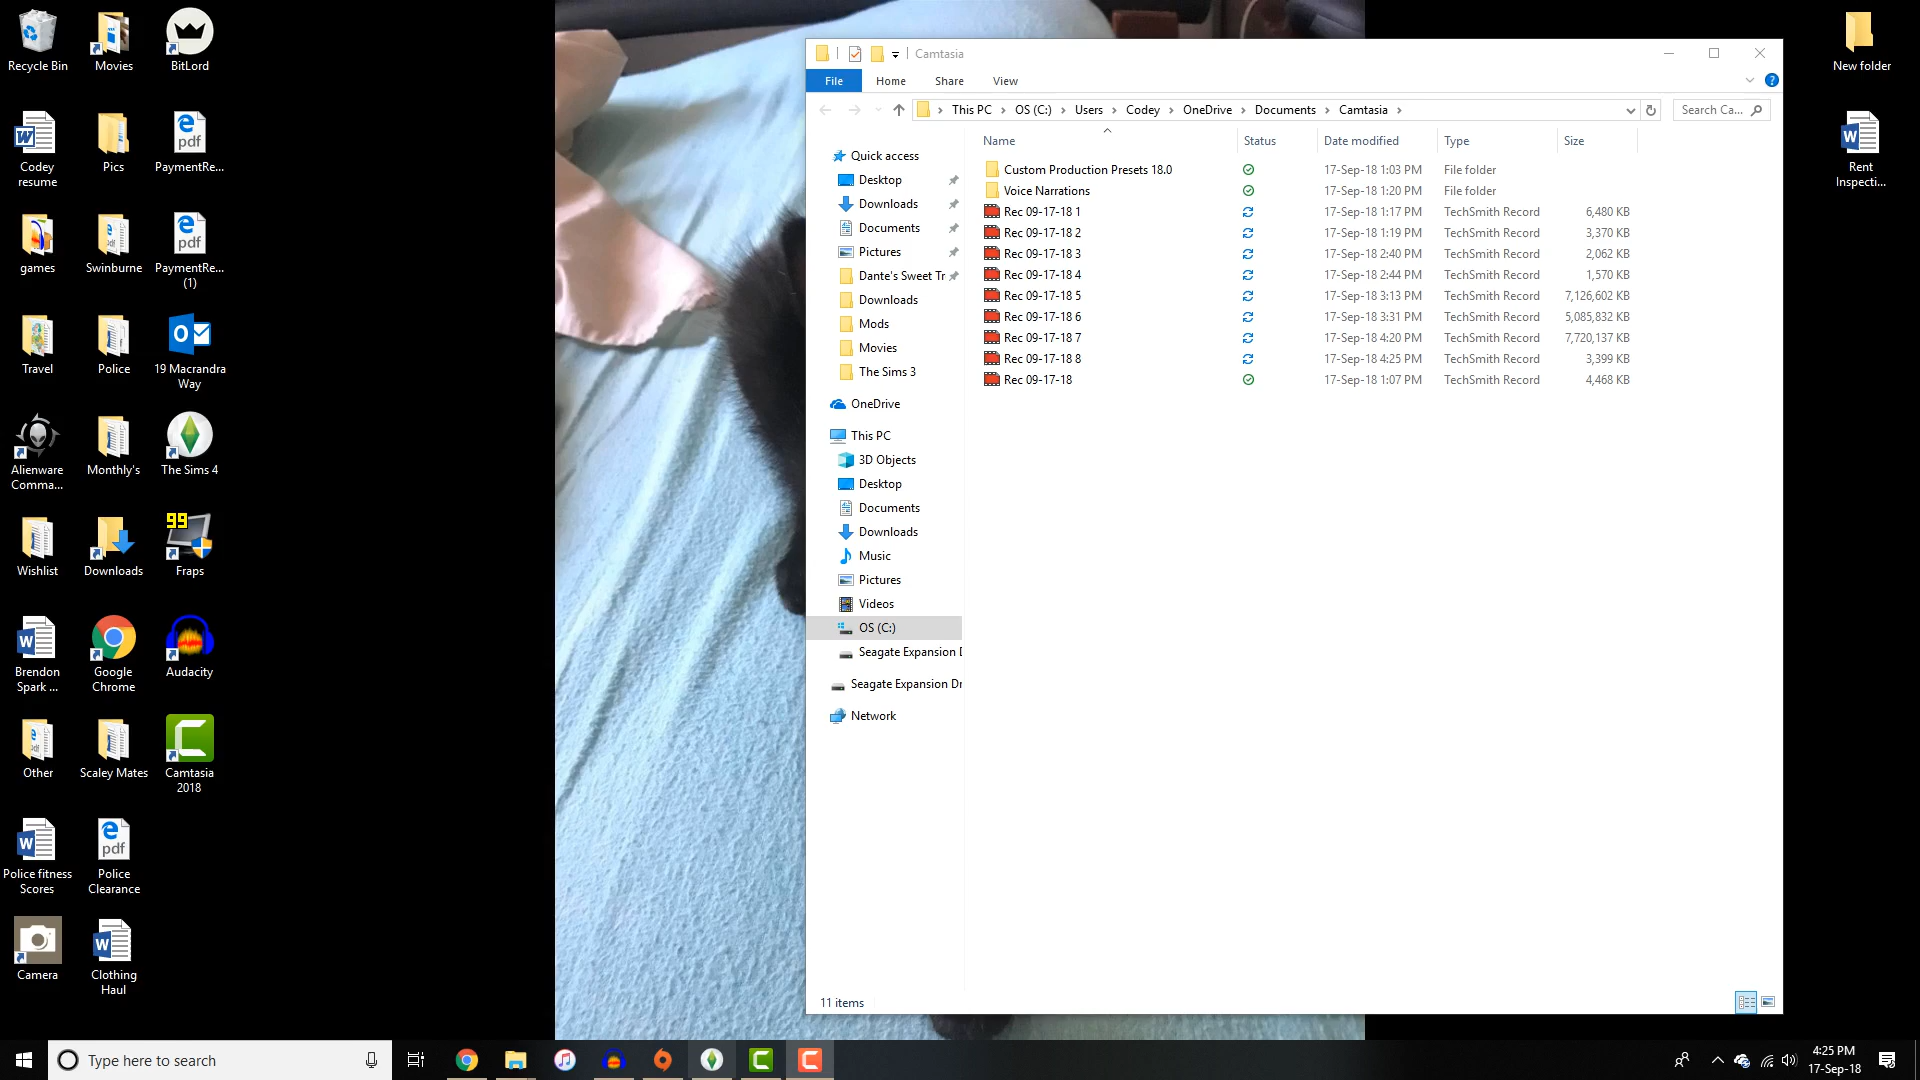 Recycle Bin
Movies
BitLord
Codey
resume
Pics
PaymentRe...
games
Swinburne
PaymentRe...
(1)
Travel
Police
19 Macrandra
Way
Alienware
Comma...
Monthly's
The Sims 4
Wishlist
Downloads
99
Fraps
Brendon
Spark ...
Google
Chrome
Audacity
Other
Scaley Mates
Camtasia
2018
Police fitness
Scores
pdf
Police
Clearance
Camera
Clothing
Haul
Camtasia
File Home Share View
This PC OS (C:) Users Codey OneDrive Documents Camtasia
Search Ca...
Name Status Date modified Type Size
Custom Production Presets 18.0 17-Sep-18 1:03 PM File folder
Voice Narrations 17-Sep-18 1:20 PM File folder
Rec 09-17-18 1 17-Sep-18 1:17 PM TechSmith Record 6,480 KB
Rec 09-17-18 2 17-Sep-18 1:19 PM TechSmith Record 3,370 KB
Rec 09-17-18 3 17-Sep-18 2:40 PM TechSmith Record 2,062 KB
Rec 09-17-18 4 17-Sep-18 2:44 PM TechSmith Record 1,570 KB
Rec 09-17-18 5 17-Sep-18 3:13 PM TechSmith Record 7,126,602 KB
Rec 09-17-18 6 17-Sep-18 3:31 PM TechSmith Record 5,085,832 KB
Rec 09-17-18 7 17-Sep-18 4:20 PM TechSmith Record 7,720,137 KB
Rec 09-17-18 8 17-Sep-18 4:25 PM TechSmith Record 3,399 KB
Rec 09-17-18 17-Sep-18 1:07 PM TechSmith Record 4,468 KB
Quick access
Desktop
Downloads
Documents
Pictures
Dante's Sweet Tr
Downloads
Mods
Movies
The Sims 3
OneDrive
This PC
3D Objects
Desktop
Documents
Downloads
Music
Pictures
Videos
OS (C:)
Seagate Expansion D
Seagate Expansion Dr
Network
11 items
New folder
Rent
Inspecti...
Type here to search
4:25 PM
17-Sep-18